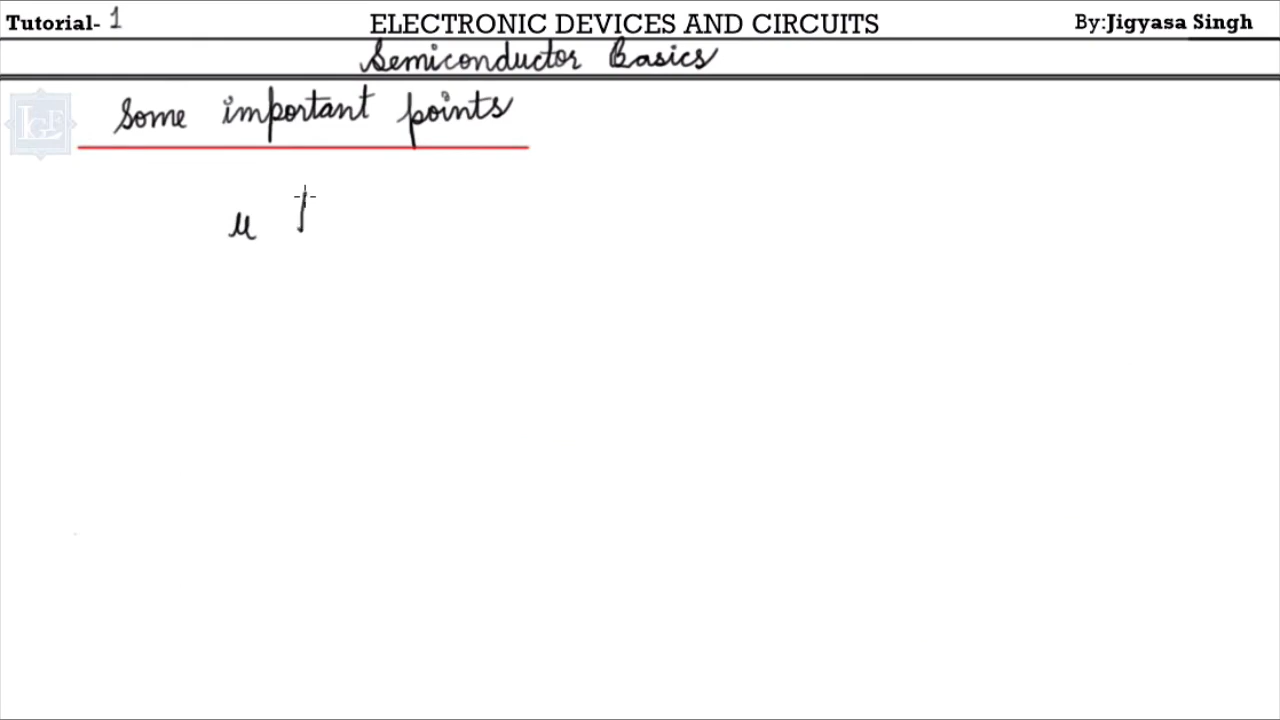 Tutorial- 1 ELECTRONIC DEVICES AND CIRCUITS By:Jigyasa Singh
Semiconductor Basics
Some important points
μ